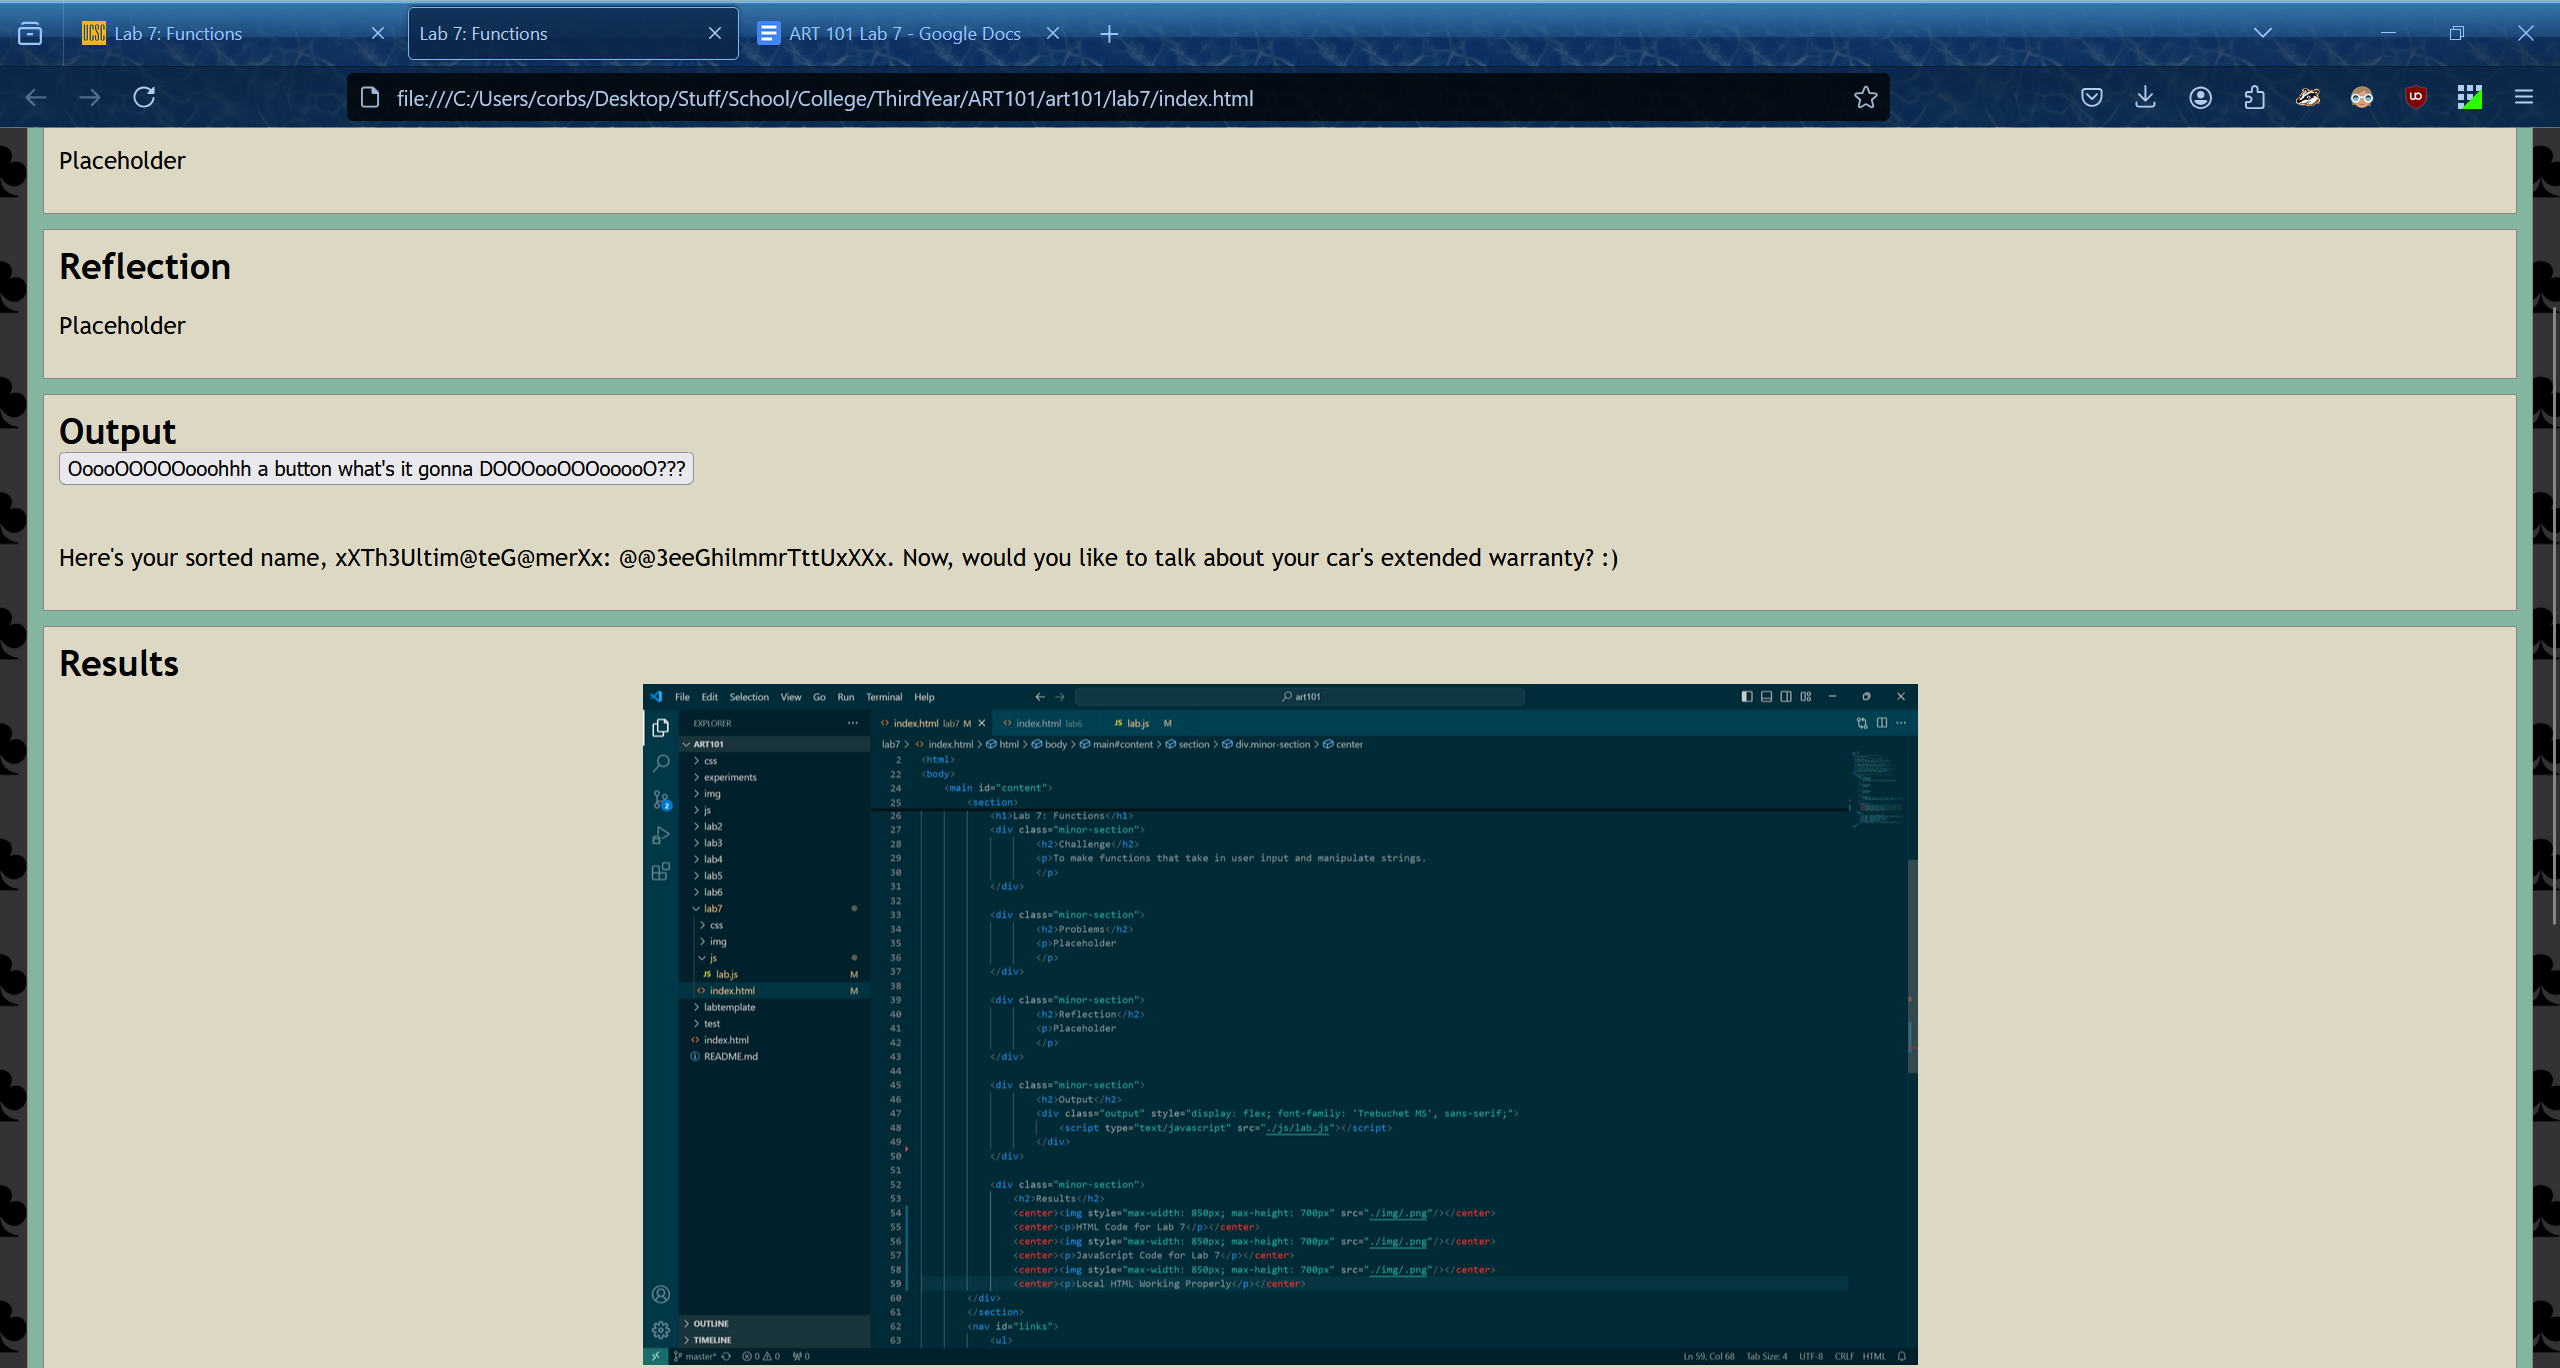 Lab 7: Functions
Lab 7: Functions
ART 101 Lab 7 - Google Docs
file:///C:/Users/corbs/Desktop/Stuff/School/College/ThirdYear/ART101/art101/lab7/index.html
Placeholder
Reflection
Placeholder
Output
OoooOOOOOooohhh a button what's it gonna DOOOooOOOooooO???
Here's your sorted name, xXTh3Ultim@teG@merXx: @@3eeGhilmmrTttUxXXx. Now, would you like to talk about your car's extended warranty? :)
Results
File Edit Selection View Go Run Terminal Help
art101
EXPLORER
index.html lab7 M
index.html lab6
JS lab.js M
ART101
lab7 > index.html > html > body > main#content > section > div.minor-section > center
css
experiments
img
js
lab2
lab3
lab4
lab5
lab6
lab7
css
img
js
JS lab.js M
index.html M
labtemplate
test
index.html
README.md
OUTLINE
TIMELINE
2 <html>
22 <body>
24 <main id="content">
25 <section>
26 <h1>Lab 7: Functions</h1>
27 <div class="minor-section">
28 <h2>Challenge</h2>
29 <p>To make functions that take in user input and manipulate strings.
30 </p>
31 </div>
32
33 <div class="minor-section">
34 <h2>Problems</h2>
35 <p>Placeholder
36 </p>
37 </div>
38
39 <div class="minor-section">
40 <h2>Reflection</h2>
41 <p>Placeholder
42 </p>
43 </div>
44
45 <div class="minor-section">
46 <h2>Output</h2>
47 <div class="output" style="display: flex; font-family: 'Trebuchet MS', sans-serif;">
48 <script type="text/javascript" src="./js/lab.js"></script>
49 </div>
50 </div>
51
52 <div class="minor-section">
53 <h2>Results</h2>
54 <center><img style="max-width: 850px; max-height: 700px" src="./img/.png"/></center>
55 <center><p>HTML Code for Lab 7</p></center>
56 <center><img style="max-width: 850px; max-height: 700px" src="./img/.png"/></center>
57 <center><p>JavaScript Code for Lab 7</p></center>
58 <center><img style="max-width: 850px; max-height: 700px" src="./img/.png"/></center>
59 <center><p>Local HTML Working Properly</p></center>
60 </div>
61 </section>
62 <nav id="links">
63 <ul>
master* 0 0 0
Ln 59, Col 68 Tab Size: 4 UTF-8 CRLF HTML